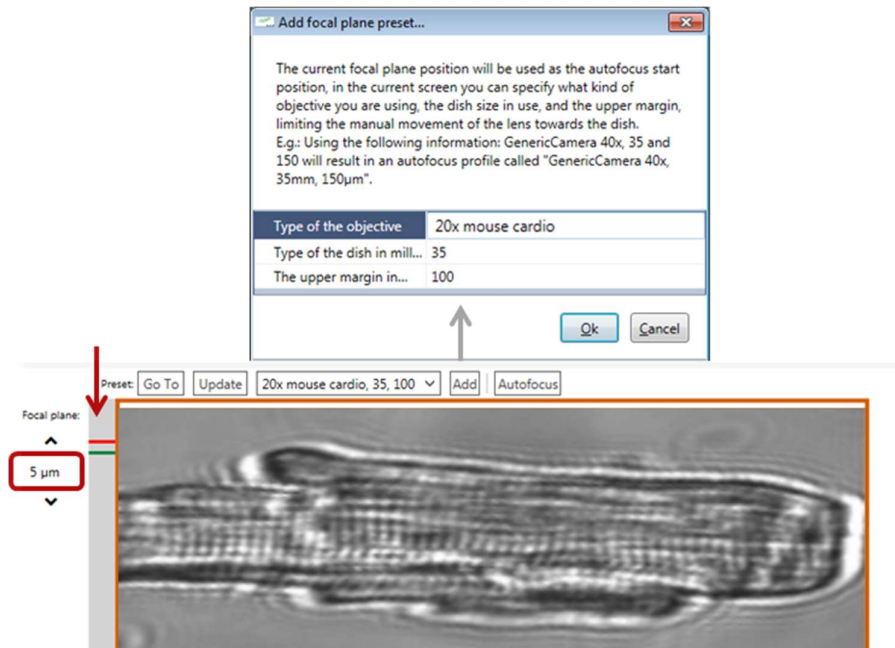 Add focal plane preset...
The current focal plane position will be used as the autofocus start
position, in the current screen you can specify what kind of
objective you are using, the dish size in use, and the upper margin,
limiting the manual movement of the lens towards the dish.
E.g.: Using the following information: GenericCamera 40x, 35 and
150 will result in an autofocus profile called "GenericCamera 40x,
35mm, 150µm".
Type of the objective 20x mouse cardio
Type of the dish in mill... 35
The upper margin in... 100
Ok Cancel
Preset: Go To Update 20x mouse cardio, 35, 100 Add Autofocus
Focal plane:
5 µm